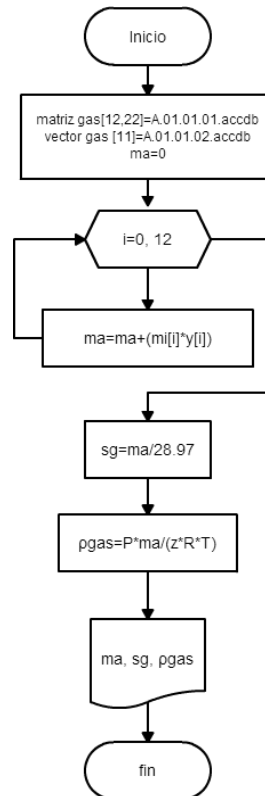 Inicio
matriz gas[12,22]=A.01.01.01.accdb
vector gas [11]=A.01.01.02.accdb
ma=0
i=0, 12
ma=ma+(mi[i]*y[i])
sg=ma/28.97
ρgas=P*ma/(z*R*T)
ma, sg, ρgas
fin